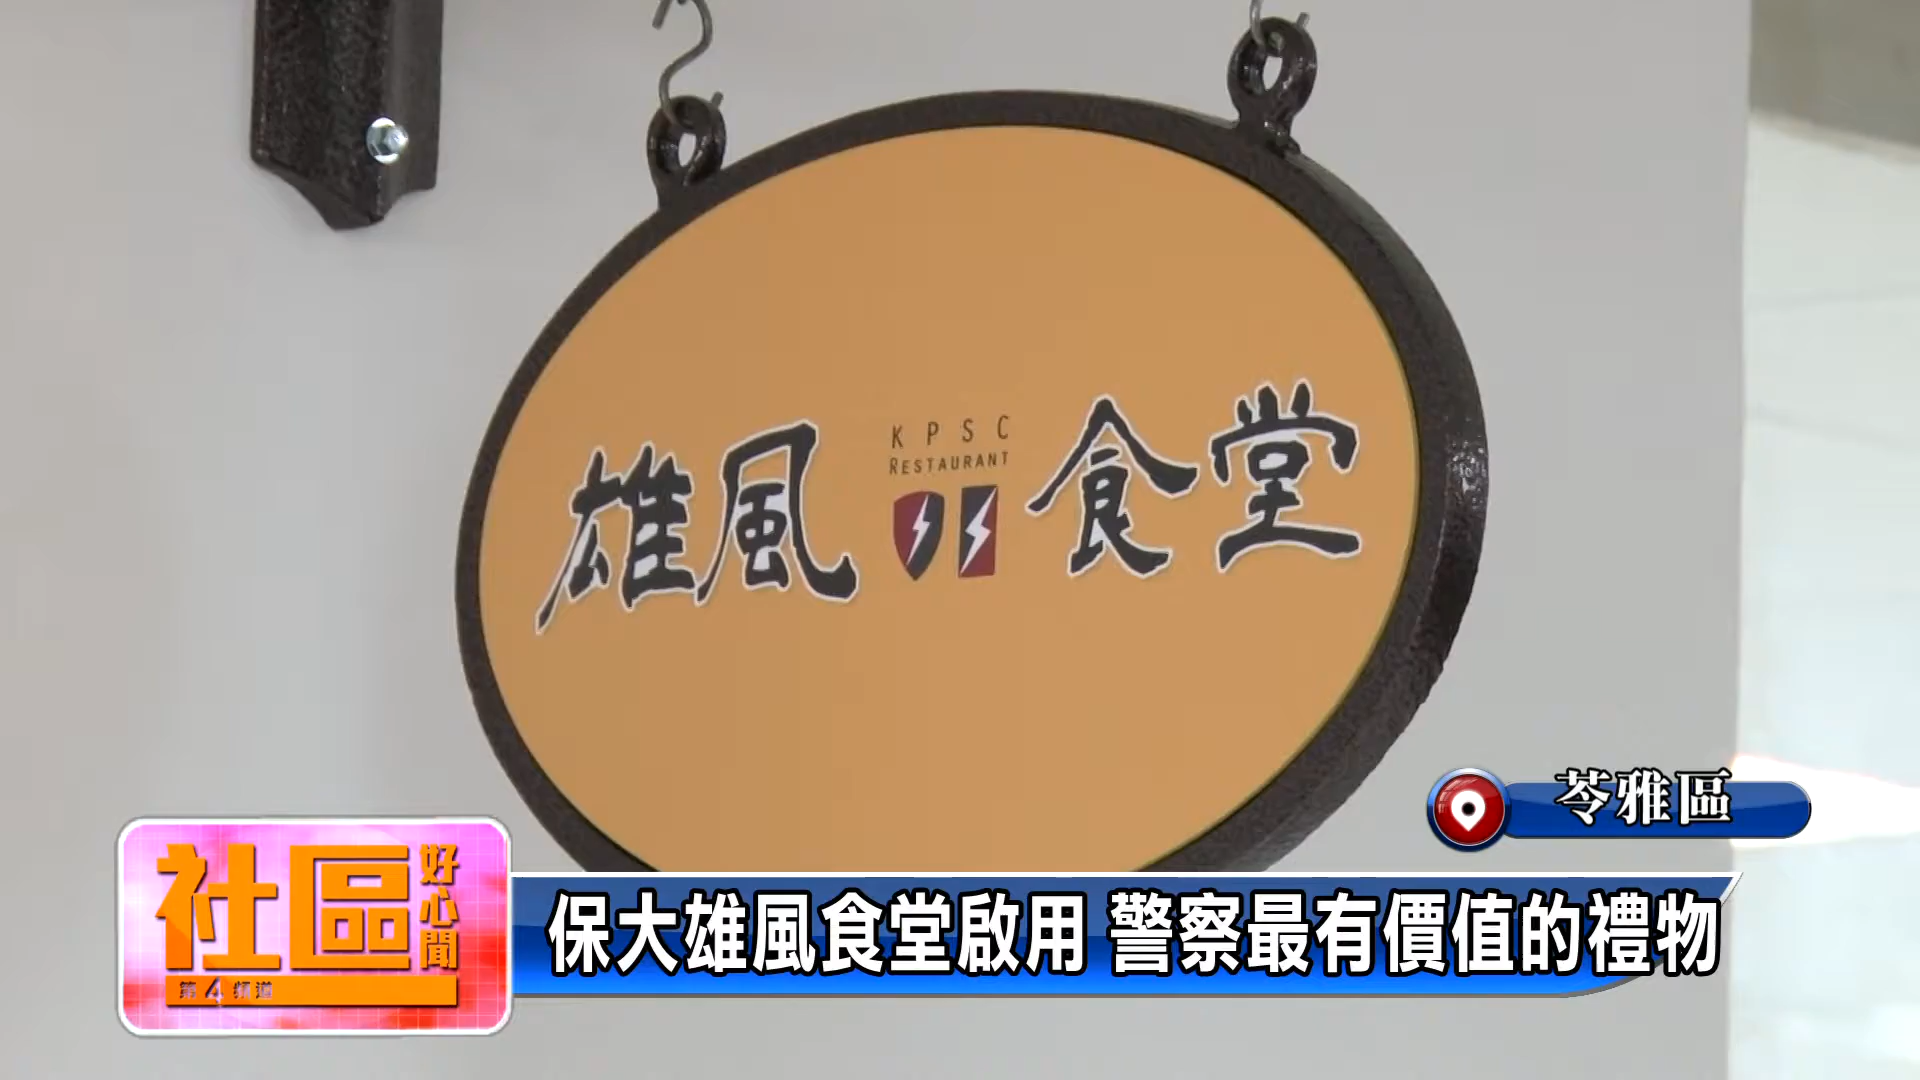 雄風
KPSC
RESTAURANT
食堂
苓雅區
社區
好心聞
第4頻道
保大雄風食堂啟用 警察最有價值的禮物